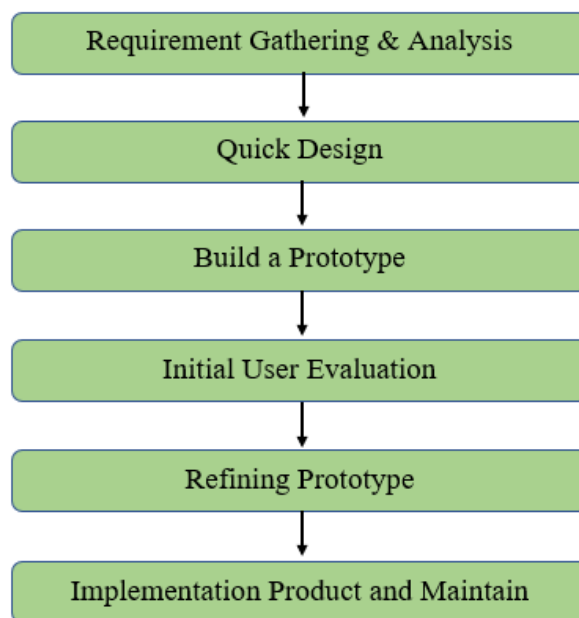 Requirement Gathering & Analysis
Quick Design
Build a Prototype
Initial User Evaluation
Refining Prototype
Implementation Product and Maintain